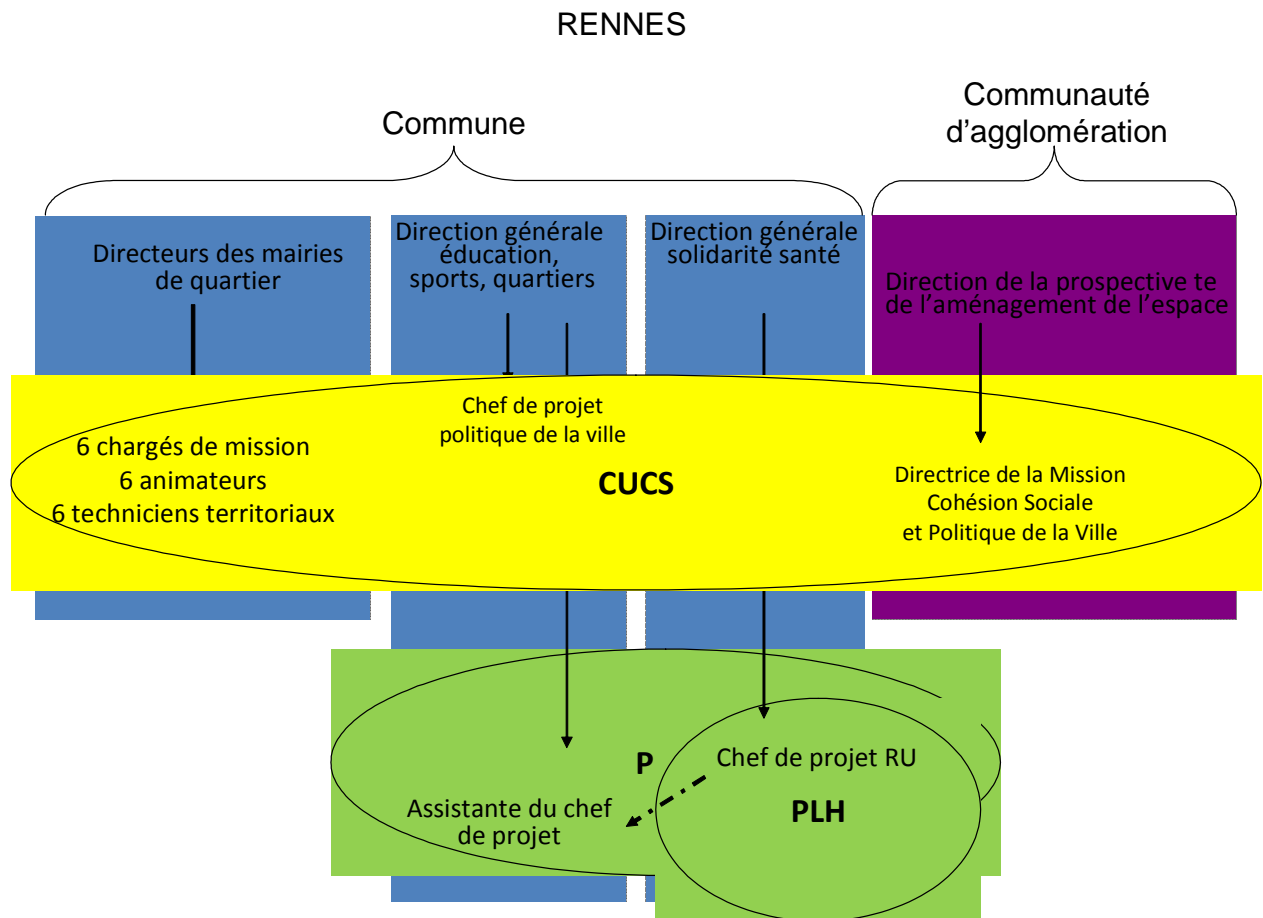 RENNES
Commune
Communauté
d'agglomération
Directeurs des mairies
de quartier
Direction générale
éducation,
sports, quartiers
Direction générale
solidarité santé
Direction de la prospective te
de l'aménagement de l'espace
6 chargés de mission
6 animateurs
6 techniciens territoriaux
Chef de projet
politique de la ville
CUCS
Directrice de la Mission
Cohésion Sociale
et Politique de la Ville
P
Chef de projet RU
PLH
Assistante du chef
de projet